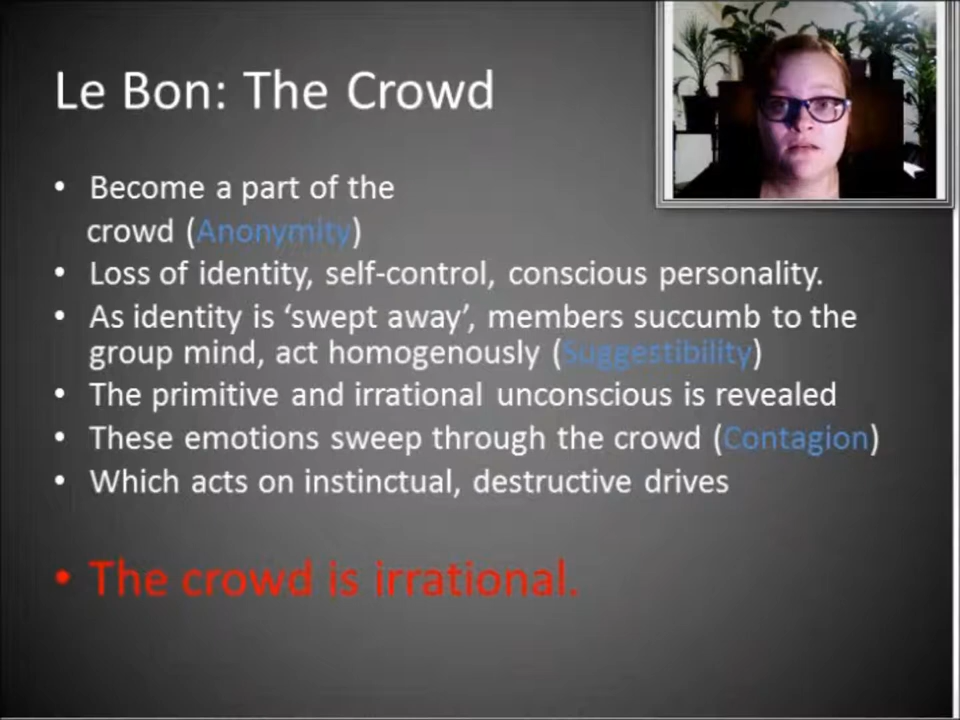 Le Bon: The Crowd
• Become a part of the
crowd (Anonymity)
• Loss of identity, self-control, conscious personality.
• As identity is ‘swept away’, members succumb to the
group mind, act homogenously (Suggestibility)
• The primitive and irrational unconscious is revealed
• These emotions sweep through the crowd (Contagion)
• Which acts on instinctual, destructive drives
• The crowd is irrational.